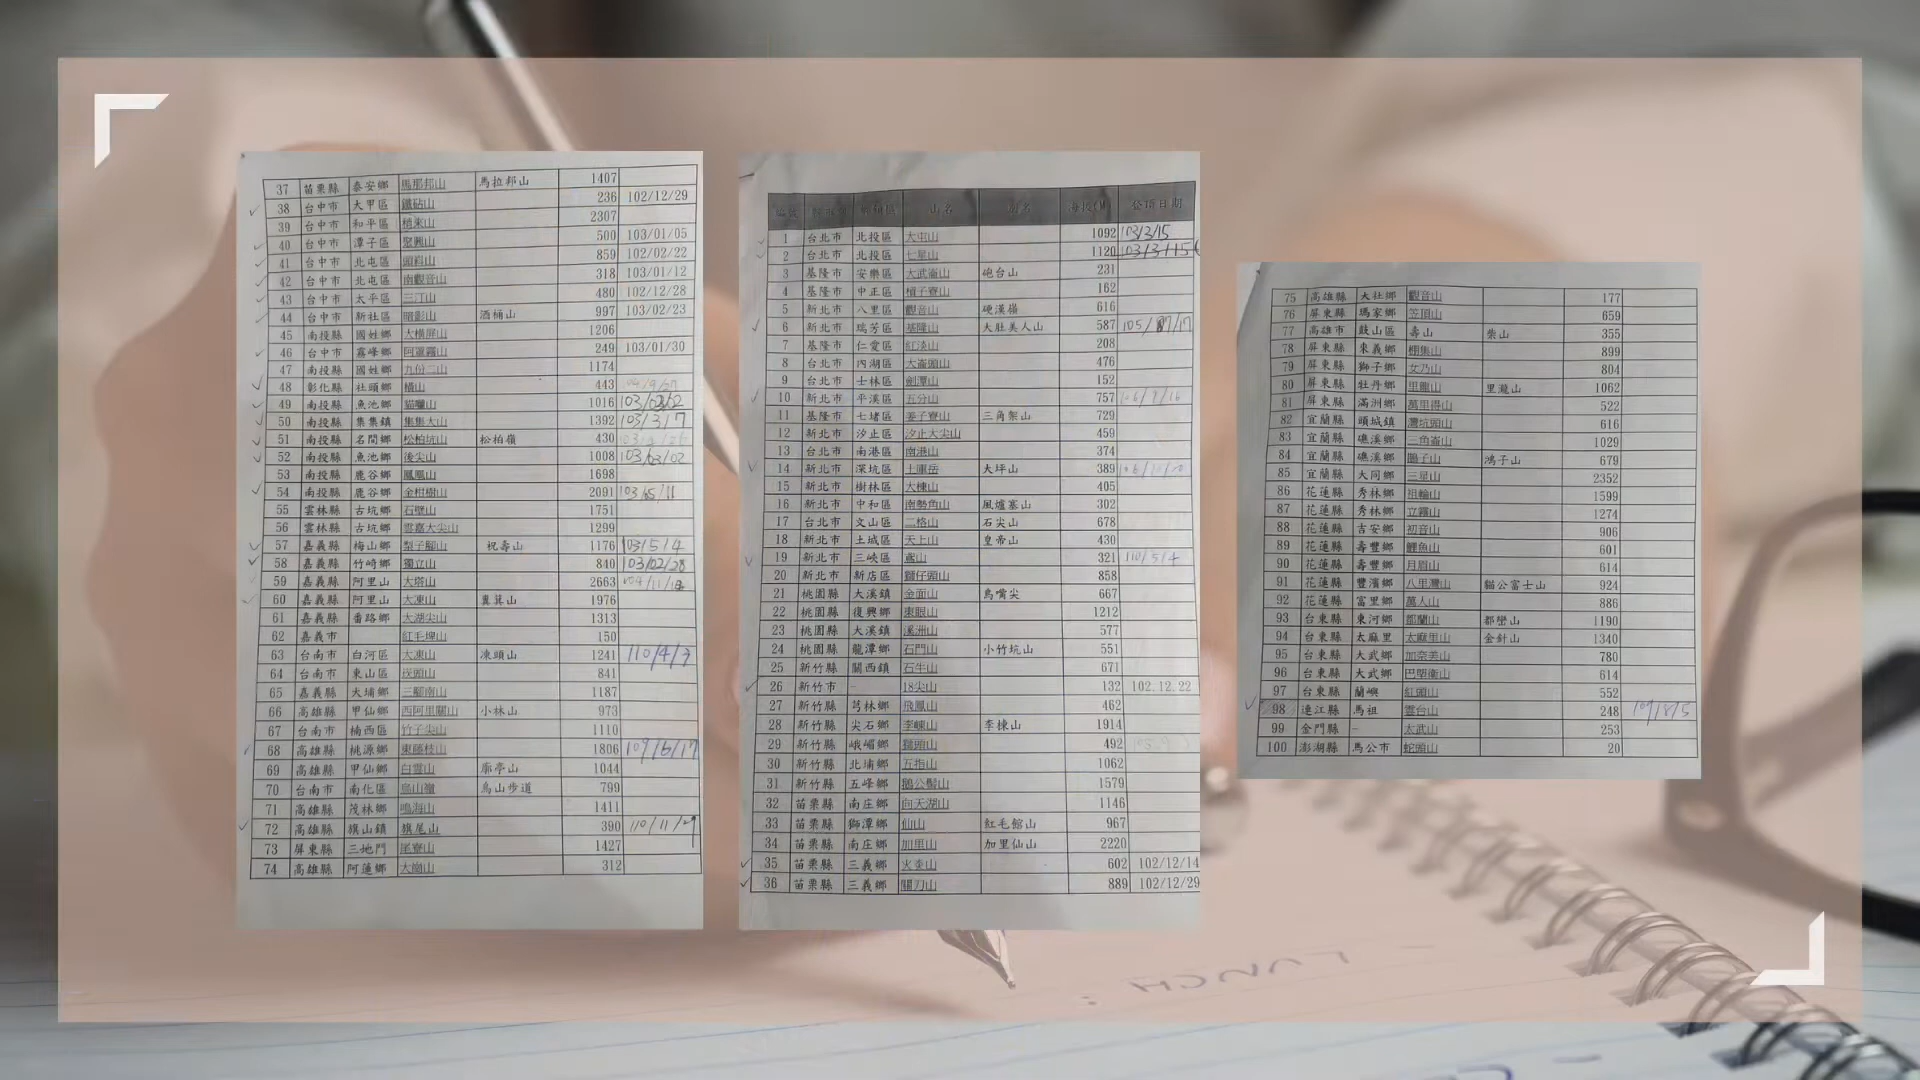 37 苗栗縣 泰安鄉 馬那邦山 馬拉邦山 1407
38 台中市 大甲區 鐵砧山 236 102/12/29
39 台中市 和平區 稍來山 2307
40 台中市 潭子區 聚興山 500 103/01/05
41 台中市 北屯區 頭嵙山 859 102/02/22
42 台中市 北屯區 南觀音山 318 103/01/12
43 台中市 太平區 三汀山 480 102/12/28
44 台中市 新社區 暗影山 酒桶山 997 103/02/23
45 南投縣 國姓鄉 大橫屏山 1206
46 台中市 霧峰鄉 阿罩霧山 249 103/01/30
47 南投縣 國姓鄉 九份二山 1174
48 彰化縣 社頭鄉 橫山 443
49 南投縣 魚池鄉 貓囒山 1016
50 南投縣 集集鎮 集集大山 1392 103/3/7
51 南投縣 名間鄉 松柏坑山 松柏嶺 430
52 南投縣 魚池鄉 後尖山 1008 103/03/02
53 南投縣 鹿谷鄉 鳳凰山 1698
54 南投縣 鹿谷鄉 金柑樹山 2091 103/05/11
55 雲林縣 古坑鄉 石壁山 1751
56 雲林縣 古坑鄉 雲嘉大尖山 1299
57 嘉義縣 梅山鄉 梨子腳山 祝壽山 1176 103/5/4
58 嘉義縣 竹崎鄉 獨立山 840 103/02/28
59 嘉義縣 阿里山 大塔山 2663
60 嘉義縣 阿里山 大凍山 糞箕山 1976
61 嘉義縣 番路鄉 大湖尖山 1313
62 嘉義市 紅毛埤山 150
63 台南市 白河區 大凍山 凍頭山 1241 110/4/3
64 台南市 東山區 崁頭山 841
65 嘉義縣 大埔鄉 三腳南山 1187
66 高雄縣 甲仙鄉 西阿里關山 小林山 973
67 台南市 楠西區 竹子尖山 1110
68 高雄縣 桃源鄉 東藤枝山 1806 109/6/17
69 高雄縣 甲仙鄉 白雲山 廓亭山 1044
70 台南市 南化區 烏山嶺 烏山步道 799
71 高雄縣 茂林鄉 鳴海山 1411
72 高雄縣 旗山鎮 旗尾山 390 110/11/29
73 屏東縣 三地門 尾寮山 1427
74 高雄縣 阿蓮鄉 大崗山 312
山名 別名 登頂日期
1 台北市 北投區 大屯山 1092 103/3/15
2 台北市 北投區 七星山 1120 103/3/15
3 基隆市 安樂區 大武崙山 砲台山 231
4 基隆市 中正區 槓子寮山 162
5 新北市 八里區 觀音山 硬漢嶺 616
6 新北市 瑞芳區 基隆山 大肚美人山 587
7 基隆市 仁愛區 紅淡山 208
8 台北市 內湖區 大崙頭山 476
9 台北市 士林區 劍潭山 152
10 新北市 平溪區 五分山 757
11 基隆市 七堵區 姜子寮山 三角架山 729
12 新北市 汐止區 汐止大尖山 459
13 台北市 南港區 南港山 374
14 新北市 深坑區 土庫岳 大坪山 389
15 新北市 樹林區 大棟山 405
16 新北市 中和區 南勢角山 風爐塞山 302
17 台北市 文山區 二格山 石尖山 678
18 新北市 土城區 天上山 皇帝山 430
19 新北市 三峽區 鳶山 321 110/5/4
20 新北市 新店區 獅仔頭山 858
21 桃園縣 大溪鎮 金面山 鳥嘴尖 667
22 桃園縣 復興鄉 東眼山 1212
23 桃園縣 大溪鎮 溪洲山 577
24 桃園縣 龍潭鄉 石門山 小竹坑山 551
25 新竹縣 關西鎮 石牛山 671
26 新竹市 - 18尖山 132 102.12.22
27 新竹縣 芎林鄉 飛鳳山 462
28 新竹縣 尖石鄉 李崠山 李棟山 1914
29 新竹縣 峨嵋鄉 獅頭山 492
30 新竹縣 北埔鄉 五指山 1062
31 新竹縣 五峰鄉 鵝公髻山 1579
32 苗栗縣 南庄鄉 向天湖山 1146
33 苗栗縣 獅潭鄉 仙山 紅毛館山 967
34 苗栗縣 南庄鄉 加里山 加里仙山 2220
35 苗栗縣 三義鄉 火炎山 602 102/12/14
36 苗栗縣 三義鄉 關刀山 889 102/12/29
75 高雄縣 大社鄉 觀音山 177
76 屏東縣 瑪家鄉 笠頂山 659
77 高雄市 鼓山區 壽山 柴山 355
78 屏東縣 來義鄉 棚集山 899
79 屏東縣 獅子鄉 女乃山 804
80 屏東縣 牡丹鄉 里龍山 里瀧山 1062
81 屏東縣 滿洲鄉 萬里得山 522
82 宜蘭縣 頭城鎮 灣坑頭山 616
83 宜蘭縣 礁溪鄉 三角崙山 1029
84 宜蘭縣 礁溪鄉 鵲子山 鴻子山 679
85 宜蘭縣 大同鄉 三星山 2352
86 花蓮縣 秀林鄉 祖輪山 1599
87 花蓮縣 秀林鄉 立霧山 1274
88 花蓮縣 吉安鄉 初音山 906
89 花蓮縣 壽豐鄉 鯉魚山 601
90 花蓮縣 壽豐鄉 月眉山 614
91 花蓮縣 豐濱鄉 八里灣山 貓公富士山 924
92 花蓮縣 富里鄉 萬人山 886
93 台東縣 東河鄉 都蘭山 都巒山 1190
94 台東縣 太麻里 太麻里山 金針山 1340
95 台東縣 大武鄉 加奈美山 780
96 台東縣 大武鄉 巴塱衛山 614
97 台東縣 蘭嶼 紅頭山 552
98 連江縣 馬祖 雲台山 248 109/8/5
99 金門縣 - 太武山 253
100 澎湖縣 馬公市 蛇頭山 20
LUNCH :